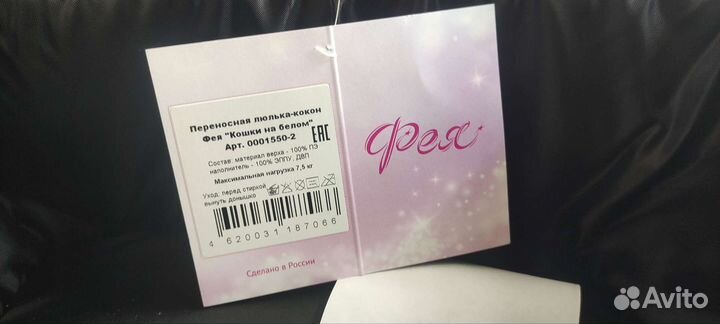 Переносная люлька-кокон
Фея "Кошки на белом"
Арт. 0001550-2
EAC
Состав: материал верха - 100% ПЭ
наполнитель - 100% ЭППУ, ДВП
Максимальная нагрузка 7,5 кг
Уход: перед стиркой
вынуть донышко
4 620031 187066
Сделано в России
Фея
Avito